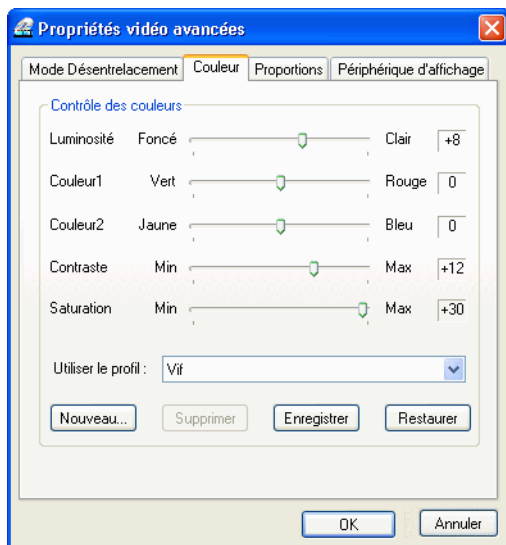 Propriétés vidéo avancées
Mode Désentrelacement Couleur Proportions Périphérique d'affichage
Contrôle des couleurs
Luminosité Foncé Clair +8
Couleur1 Vert Rouge 0
Couleur2 Jaune Bleu 0
Contraste Min Max +12
Saturation Min Max +30
Utiliser le profil : Vif
Nouveau... Supprimer Enregistrer Restaurer
OK Annuler